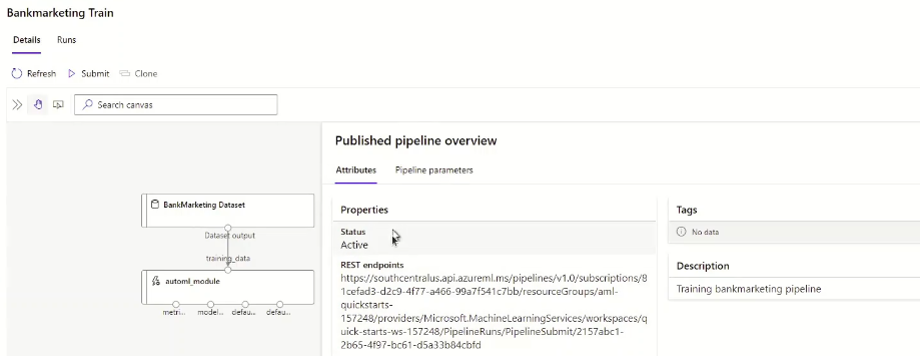 Bankmarketing Train
Details Runs
Refresh Submit Clone
Search canvas
Published pipeline overview
Attributes Pipeline parameters
BankMarketing Dataset
Dataset output
training_data
automl_module
metri... model... defau... defau...
Properties
Status
Active
REST endpoints
https://southcentralus.api.azureml.ms/pipelines/v1.0/subscriptions/8
1cefad3-d2c9-4f77-a466-99a7f541c7bb/resourceGroups/aml-
quickstarts-
157248/providers/Microsoft.MachineLearningServices/workspaces/q
uick-starts-ws-157248/PipelineRuns/PipelineSubmit/2157abc1-
2b65-4f97-bc61-d5a33b84cbfd
Tags
No data
Description
Training bankmarketing pipeline